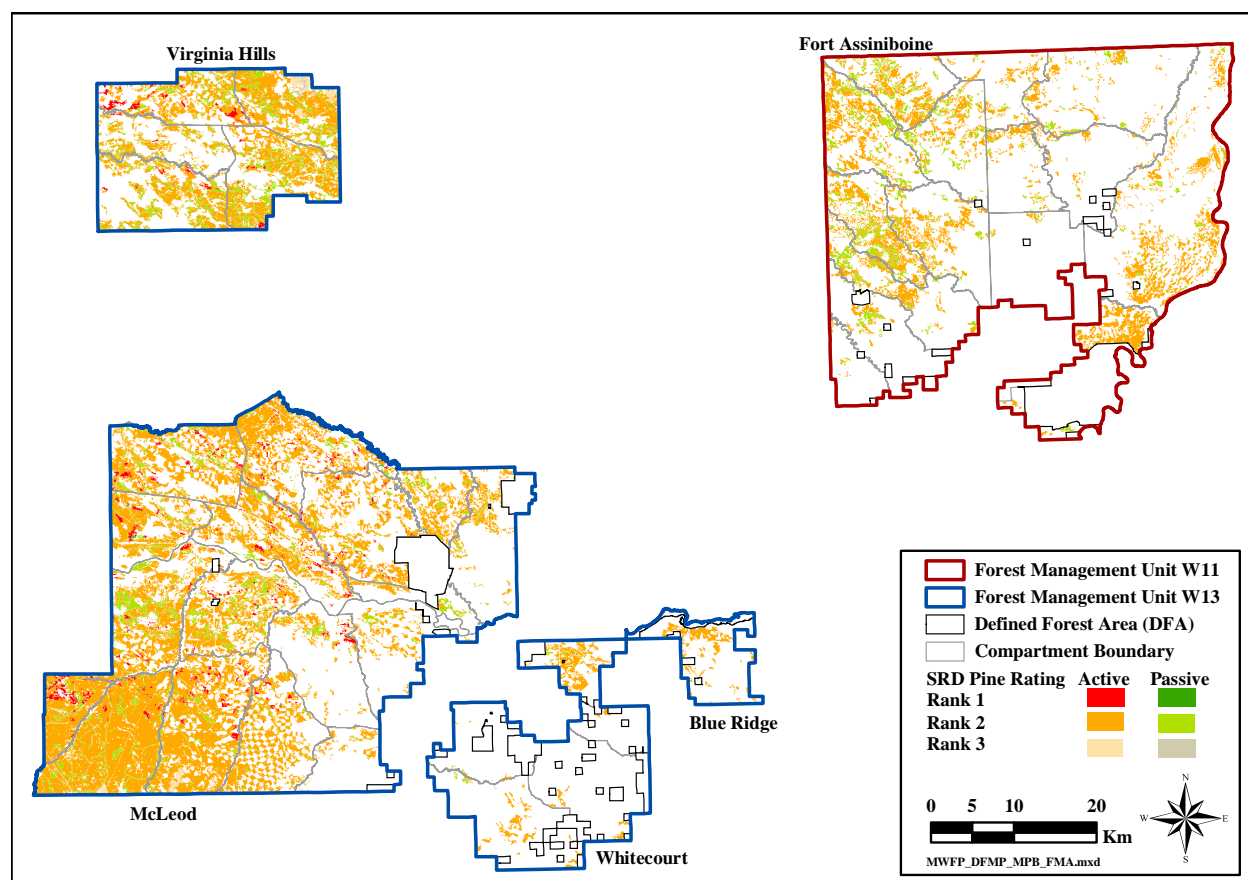 Virginia Hills
Fort Assiniboine
McLeod
Blue Ridge
Whitecourt
Forest Management Unit W11
Forest Management Unit W13
Defined Forest Area (DFA)
Compartment Boundary
SRD Pine Rating Active Passive
Rank 1
Rank 2
Rank 3
0 5 10 20
Km
N
W E
S
MWFP_DFMP_MPB_FMA.mxd